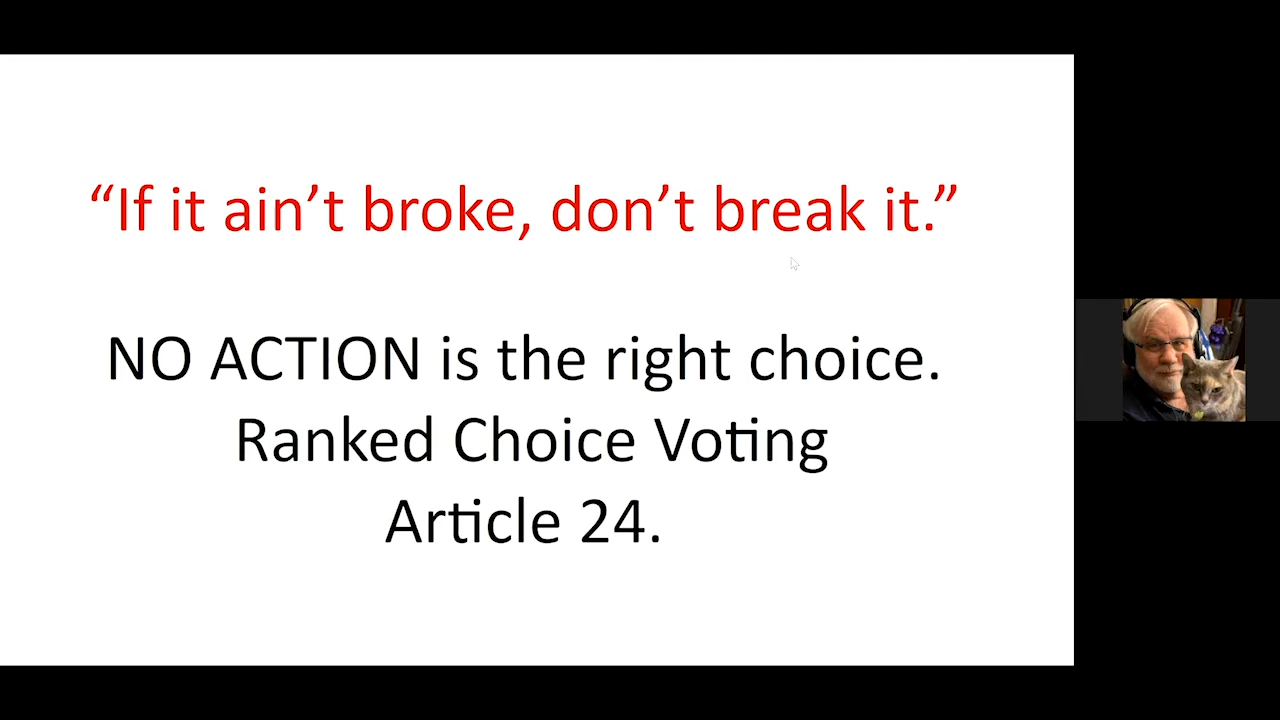 “If it ain’t broke, don’t break it.”
NO ACTION is the right choice.
Ranked Choice Voting
Article 24.